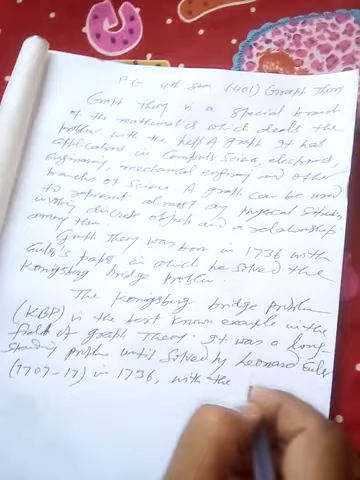 PG 4th Sem (401) Graph Theory
Graph Theory is a special branch
of the mathematics which deals the
problem with the help A graph It has
applications in Computer Science, electronics,
Engineering, mechanical engineering and other
branches of Science. A graph can be used
to represent almost any Physical Situation
involving discrete objects and a relationship
among them.
Graph Theory was born in 1736 with
Euler's paper in which he solved the
Konigsberg bridge problem.
The Konigsberg bridge problem
(KBP) is the best known example in the
field of graph Theory. It was a long-
standing problem until Solved by Leonard Euler
(1707-17) in 1736, with the